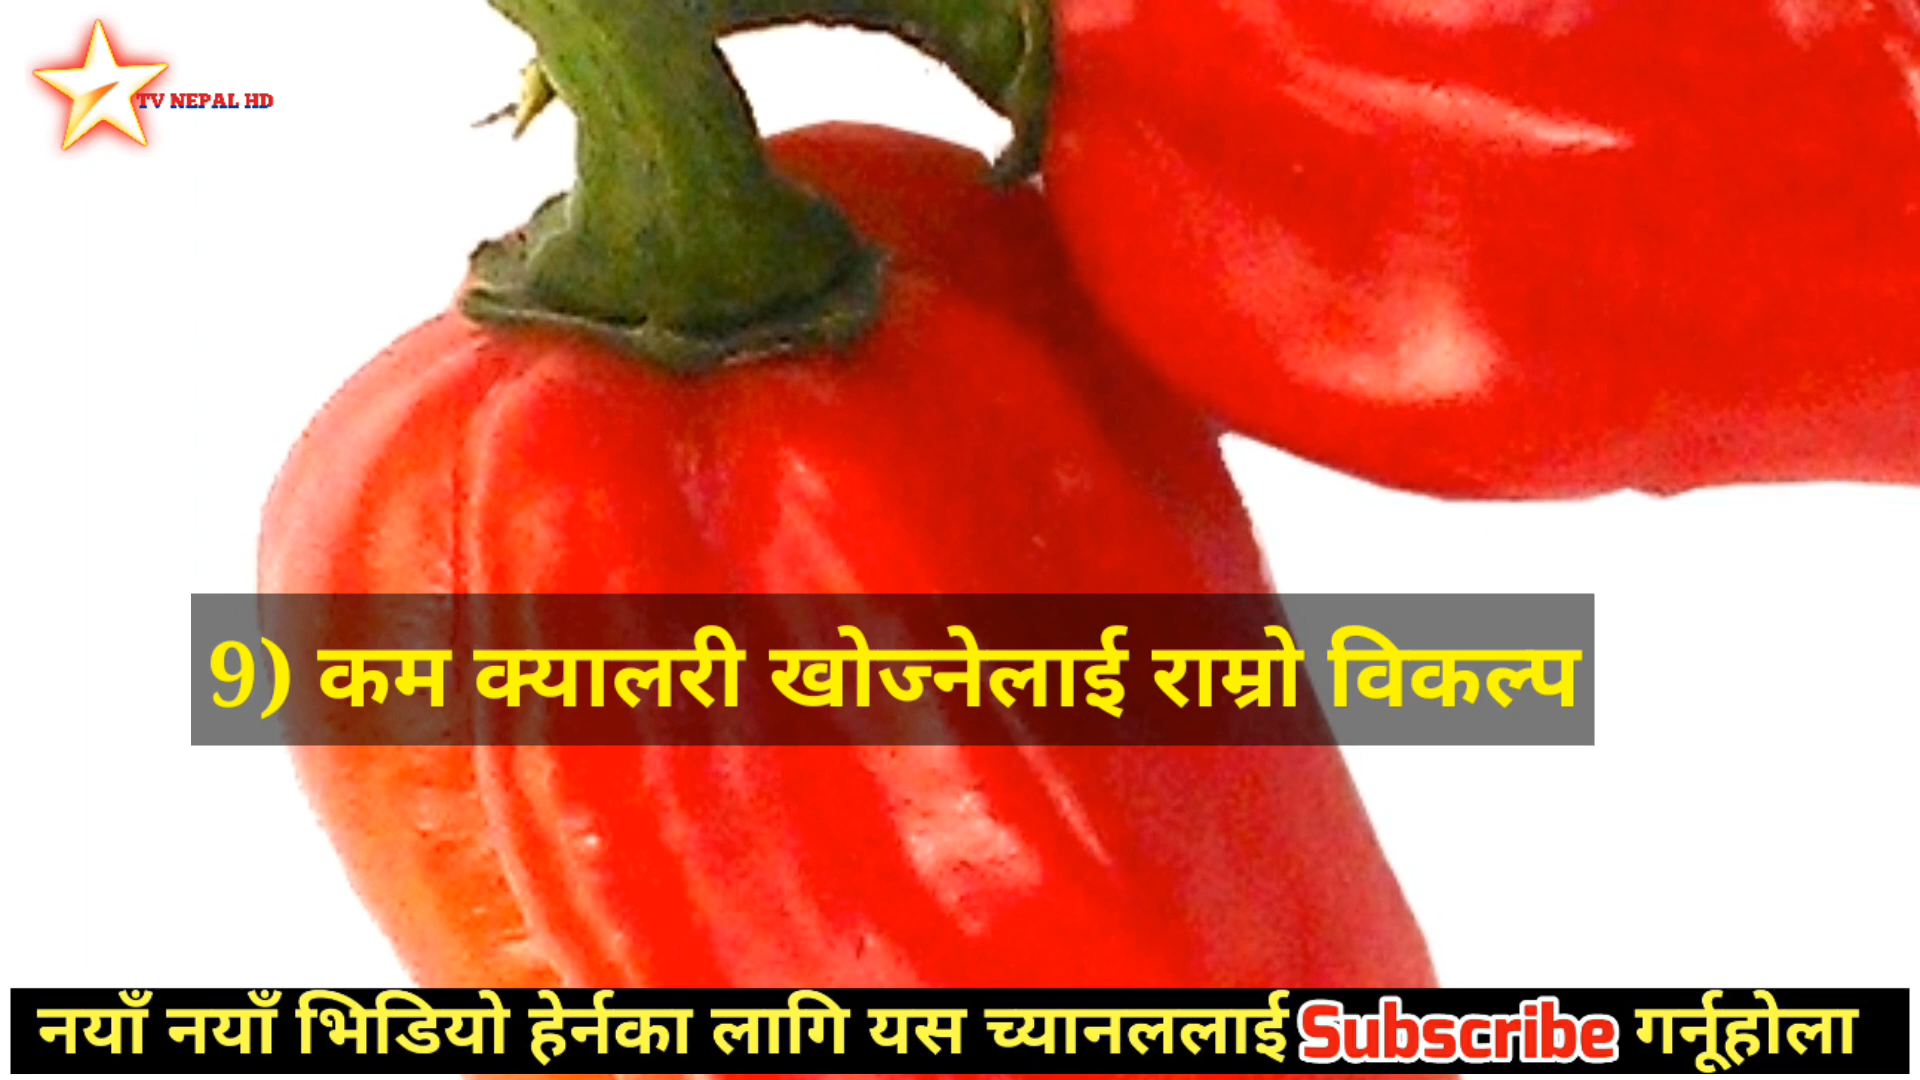 TV NEPAL HD
9) कम क्यालरी खोज्नेलाई राम्रो विकल्प
नयाँ नयाँ भिडियो हेर्नका लागि यस च्यानललाई Subscribe गर्नूहोला